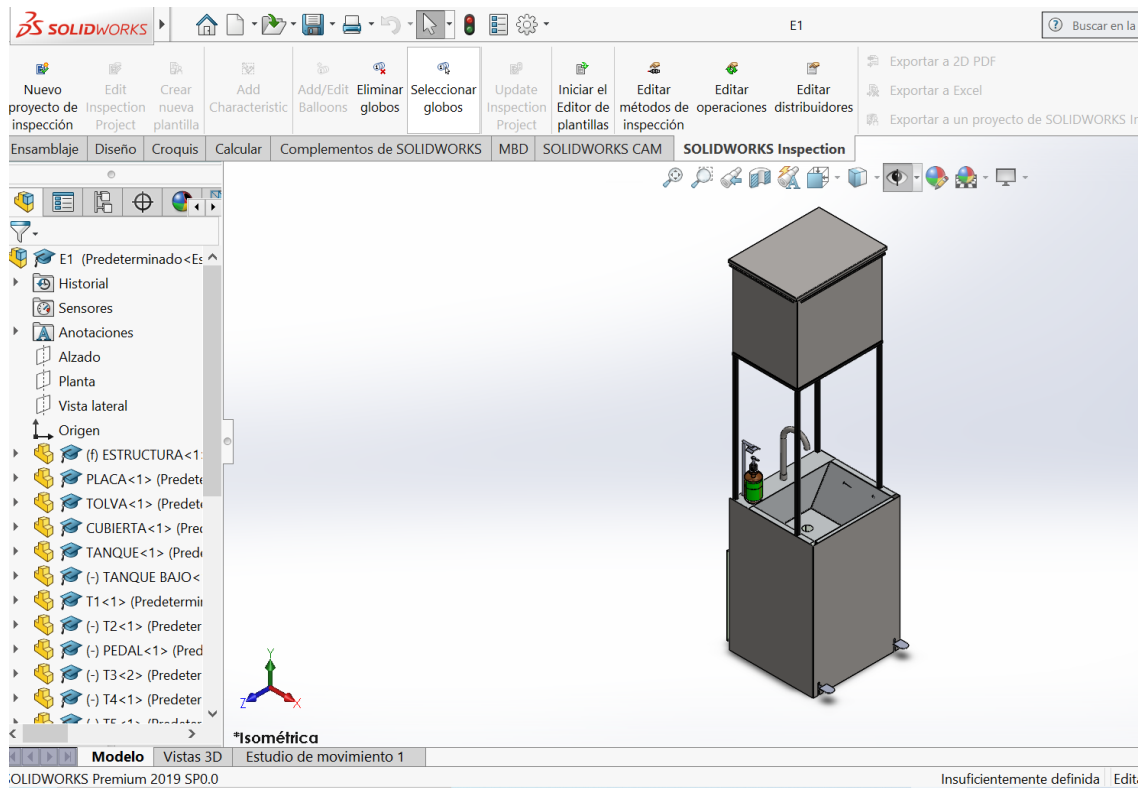 SOLIDWORKS
E1
Buscar en la
Nuevo proyecto de inspección
Edit Inspection Project
Crear nueva plantilla
Add Characteristic
Add/Edit Balloons
Eliminar globos
Seleccionar globos
Update Inspection Project
Iniciar el Editor de plantillas
Editar métodos de inspección
Editar operaciones
Editar distribuidores
Exportar a 2D PDF
Exportar a Excel
Exportar a un proyecto de SOLIDWORKS In
Ensamblaje
Diseño
Croquis
Calcular
Complementos de SOLIDWORKS
MBD
SOLIDWORKS CAM
SOLIDWORKS Inspection
E1 (Predeterminado<Es
Historial
Sensores
Anotaciones
Alzado
Planta
Vista lateral
Origen
(f) ESTRUCTURA<1
PLACA<1> (Predete
TOLVA<1> (Predete
CUBIERTA<1> (Pred
TANQUE<1> (Prede
(-) TANQUE BAJO<
T1<1> (Predetermi
(-) T2<1> (Predeter
(-) PEDAL<1> (Pred
(-) T3<2> (Predeter
(-) T4<1> (Predeter
Y
Z
X
*Isométrica
Modelo
Vistas 3D
Estudio de movimiento 1
SOLIDWORKS Premium 2019 SP0.0
Insuficientemente definida
Edita